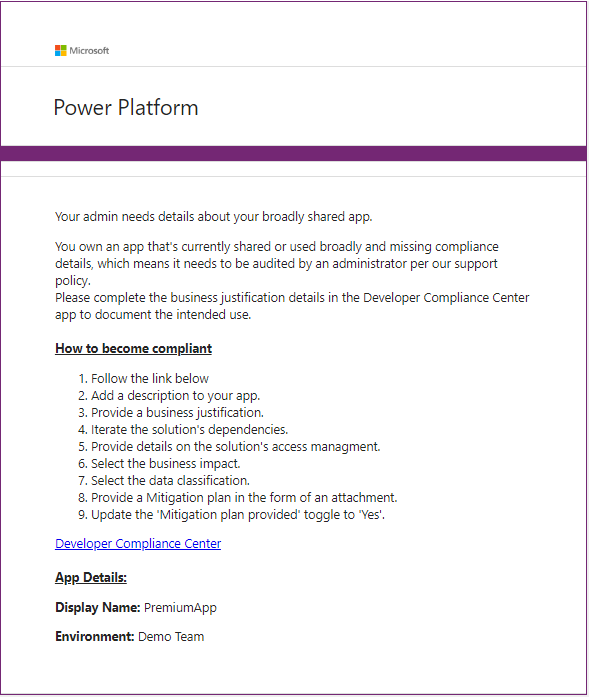 Microsoft
Power Platform
Your admin needs details about your broadly shared app.
You own an app that's currently shared or used broadly and missing compliance
details, which means it needs to be audited by an administrator per our support
policy.
Please complete the business justification details in the Developer Compliance Center
app to document the intended use.
How to become compliant
1. Follow the link below
2. Add a description to your app.
3. Provide a business justification.
4. Iterate the solution's dependencies.
5. Provide details on the solution's access managment.
6. Select the business impact.
7. Select the data classification.
8. Provide a Mitigation plan in the form of an attachment.
9. Update the 'Mitigation plan provided' toggle to 'Yes'.
Developer Compliance Center
App Details:
Display Name: PremiumApp
Environment: Demo Team